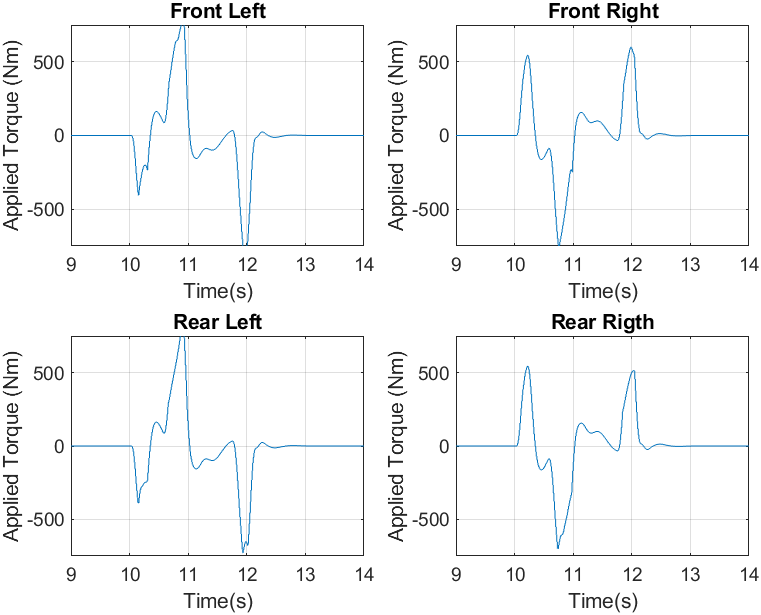 Front Left
Applied Torque (Nm)
500
0
-500
9 10 11 12 13 14
Time(s)
Front Right
Applied Torque (Nm)
500
0
-500
9 10 11 12 13 14
Time(s)
Rear Left
Applied Torque (Nm)
500
0
-500
9 10 11 12 13 14
Time(s)
Rear Rigth
Applied Torque (Nm)
500
0
-500
9 10 11 12 13 14
Time(s)